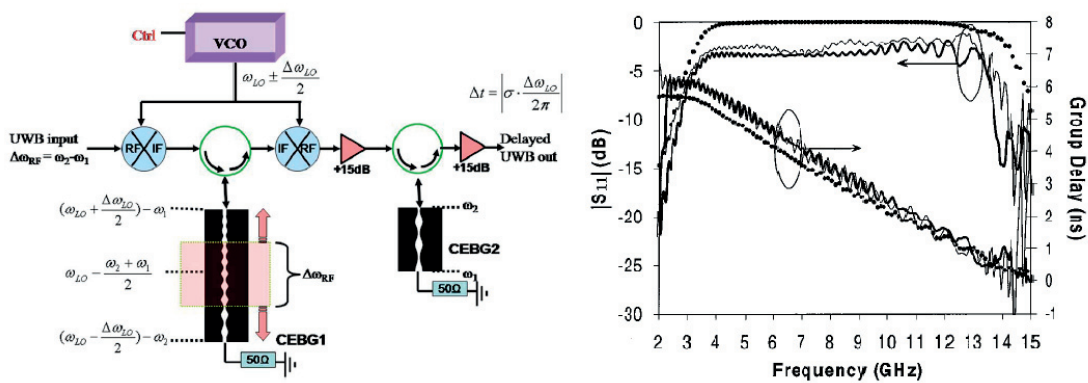 Ctrl
VCO
ω_LO ± Δω_LO/2
Δt = |σ · Δω_LO/2π|
UWB input
Δω_RF = ω₂-ω₁
RF IF
IF RF
+15dB
+15dB
Delayed
UWB out
(ω_LO + Δω_LO/2) - ω₁
ω_LO - (ω₂ + ω₁)/2
(ω_LO - Δω_LO/2) - ω₂
Δω_RF
CEBG1
50Ω
ω₂
CEBG2
ω₁
50Ω
|S11| (dB)
0
-5
-10
-15
-20
-25
-30
8
7
6
5
4
3
2
1
0
-1
Group Delay (ns)
2 3 4 5 6 7 8 9 10 11 12 13 14 15
Frequency (GHz)